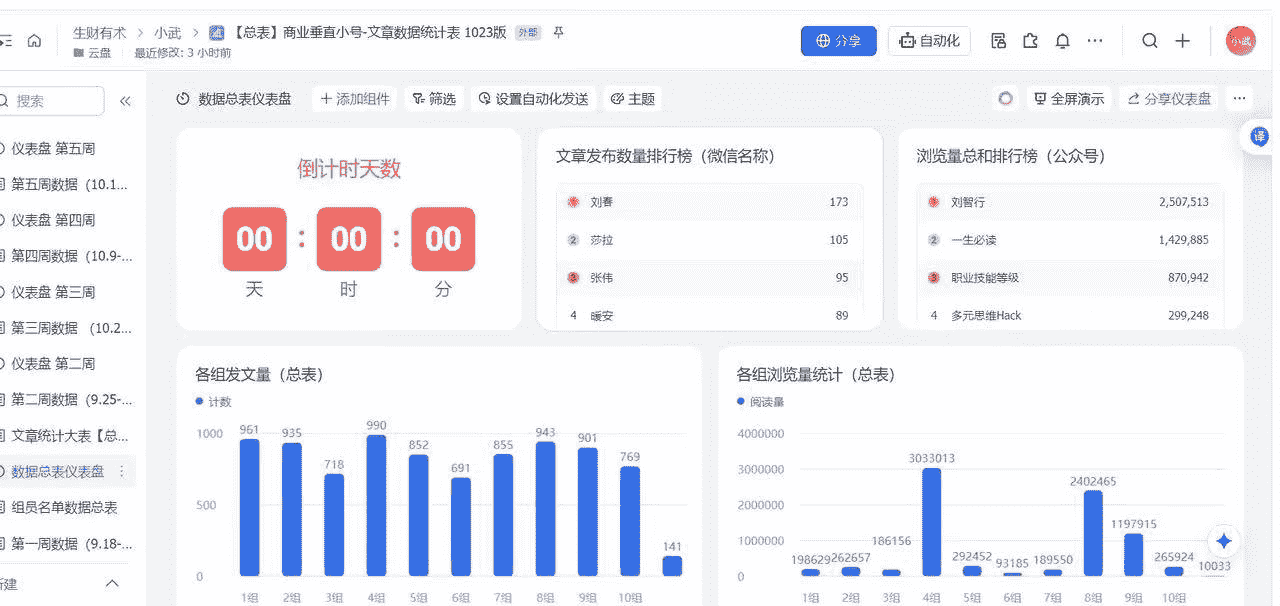 生财有术 小武 【总表】商业垂直小号-文章数据统计表 1023版 外部
云盘 最近修改: 3 小时前
分享 自动化 小武
搜索
仪表盘 第五周
第五周数据（10.1...
仪表盘 第四周
第四周数据（10.9-...
仪表盘 第三周
第三周数据 （10.2...
仪表盘 第二周
第二周数据（9.25-...
文章统计大表【总...
数据总表仪表盘
组员名单数据总表
第一周数据（9.18-...
新建
数据总表仪表盘 添加组件 筛选 设置自动化发送 主题 全屏演示 分享仪表盘
译
倒计时天数
00 : 00 : 00
天 时 分
文章发布数量排行榜（微信名称）
1 刘春 173
2 莎拉 105
3 张伟 95
4 暖安 89
浏览量总和排行榜（公众号）
1 刘智行 2,507,513
2 一生必读 1,429,885
3 职业技能等级 870,942
4 多元思维Hack 299,248
各组发文量（总表）
计数
1000
500
0
961 935 718 990 852 691 855 943 901 769 141
1组 2组 3组 4组 5组 6组 7组 8组 9组 10组
各组浏览量统计（总表）
阅读量
4000000
3000000
2000000
1000000
0
198629 262657 186156 3033013 292452 93185 189550 2402465 1197915 265924 10033
1组 2组 3组 4组 5组 6组 7组 8组 9组 10组